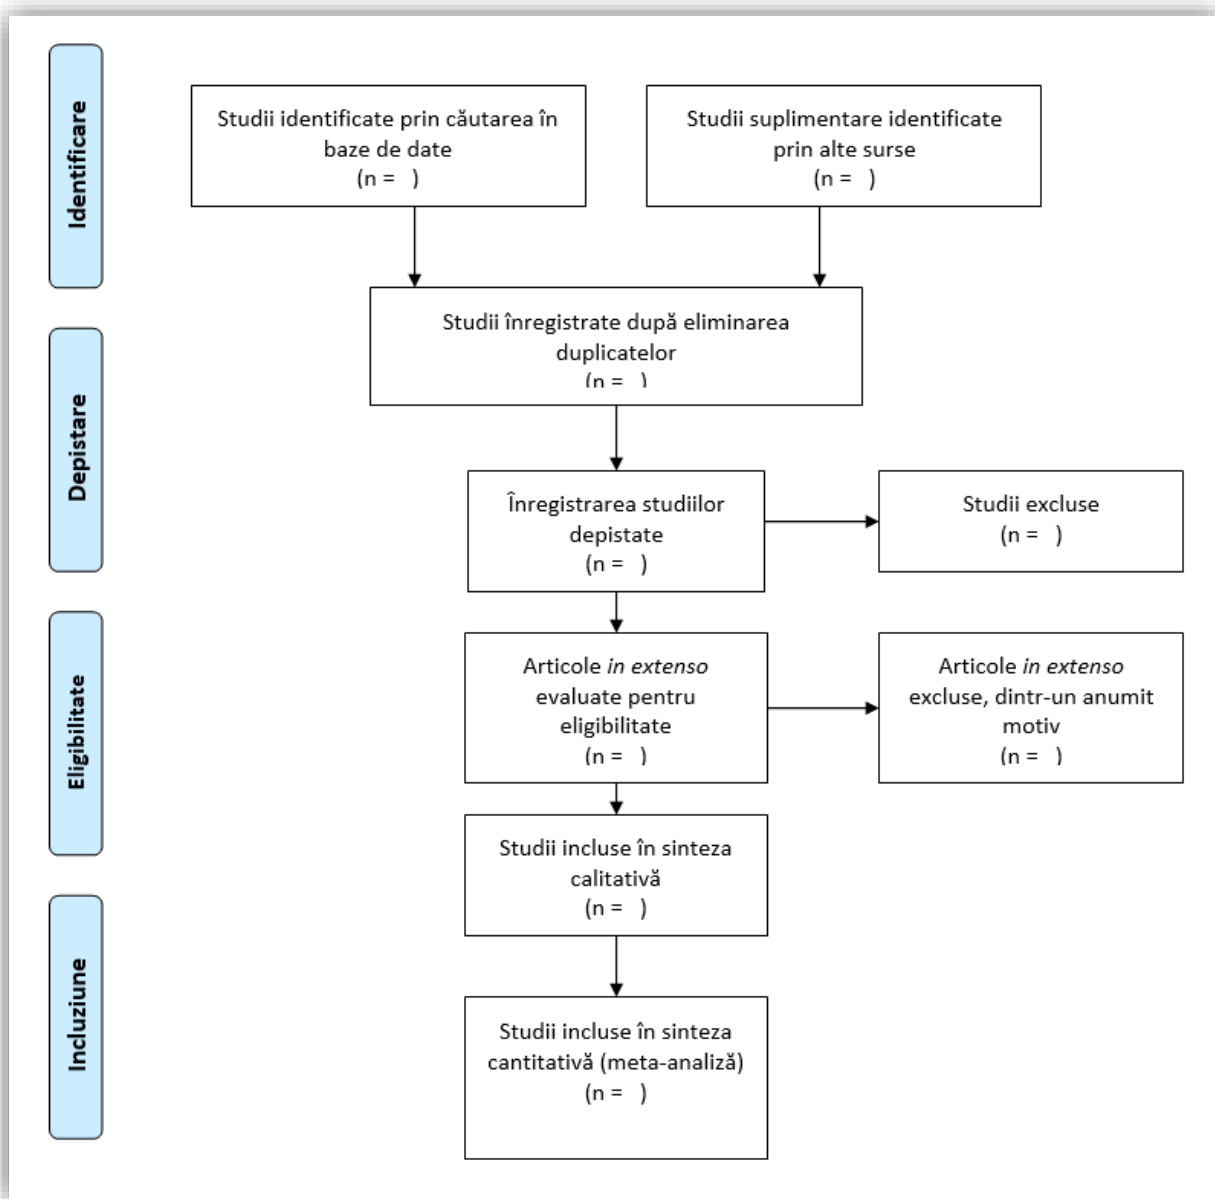 Identificare
Studii identificate prin căutarea în
baze de date
(n =   )
Studii suplimentare identificate
prin alte surse
(n =   )
Studii înregistrate după eliminarea
duplicatelor
(n =   )
Depistare
Înregistrarea studiilor
depistate
(n =   )
Studii excluse
(n =   )
Eligibilitate
Articole in extenso
evaluate pentru
eligibilitate
(n =   )
Articole in extenso
excluse, dintr-un anumit
motiv
(n =   )
Studii incluse în sinteza
calitativă
(n =   )
Incluziune
Studii incluse în sinteza
cantitativă (meta-analiză)
(n =   )